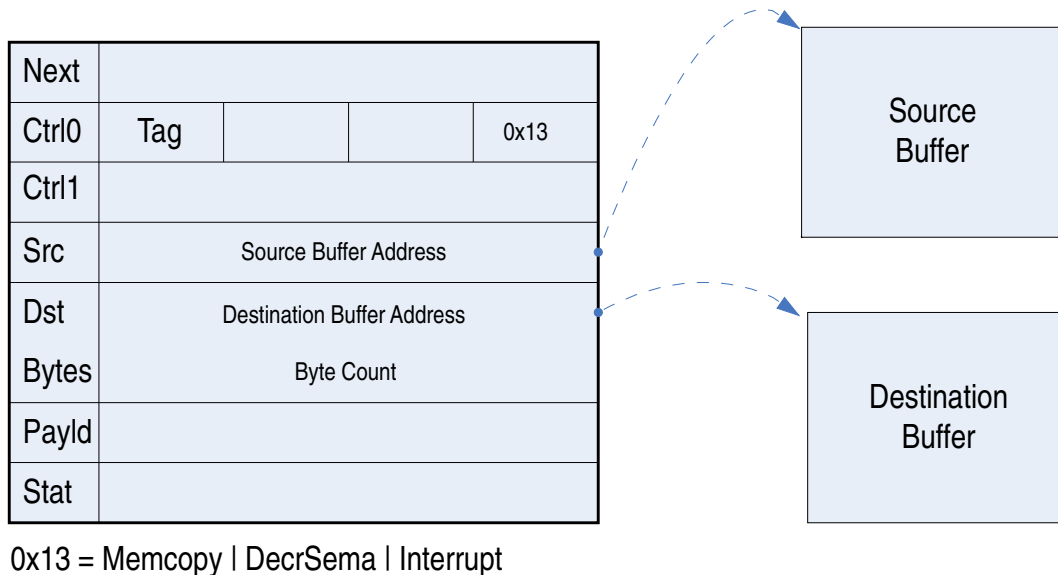 Next
Ctrl0 Tag 0x13
Ctrl1
Src Source Buffer Address
Dst Destination Buffer Address
Bytes Byte Count
Payld
Stat
Source
Buffer
Destination
Buffer
0x13 = Memcopy | DecrSema | Interrupt